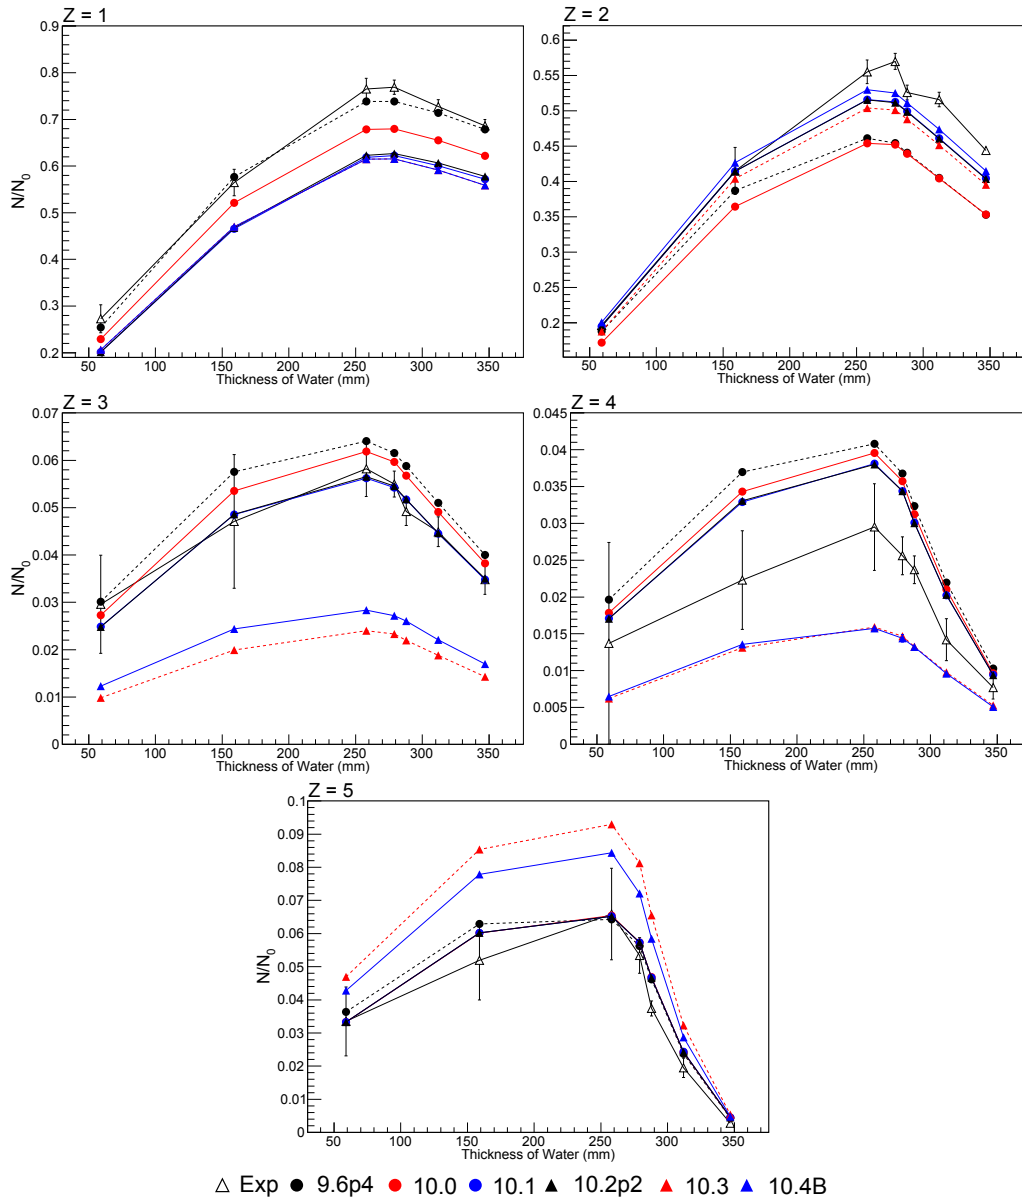 Z = 1
0.9
0.8
0.7
0.6
0.5
0.4
0.3
0.2
N/N0
50 100 150 200 250 300 350
Thickness of Water (mm)
Z = 2
0.6
0.55
0.5
0.45
0.4
0.35
0.3
0.25
0.2
50 100 150 200 250 300 350
Thickness of Water (mm)
Z = 3
0.07
0.06
0.05
0.04
0.03
0.02
0.01
0
N/N0
50 100 150 200 250 300 350
Thickness of Water (mm)
Z = 4
0.045
0.04
0.035
0.03
0.025
0.02
0.015
0.01
0.005
0
50 100 150 200 250 300 350
Thickness of Water (mm)
Z = 5
0.1
0.09
0.08
0.07
0.06
0.05
0.04
0.03
0.02
0.01
0
N/N0
50 100 150 200 250 300 350
Thickness of Water (mm)
Exp 9.6p4 10.0 10.1 10.2p2 10.3 10.4B